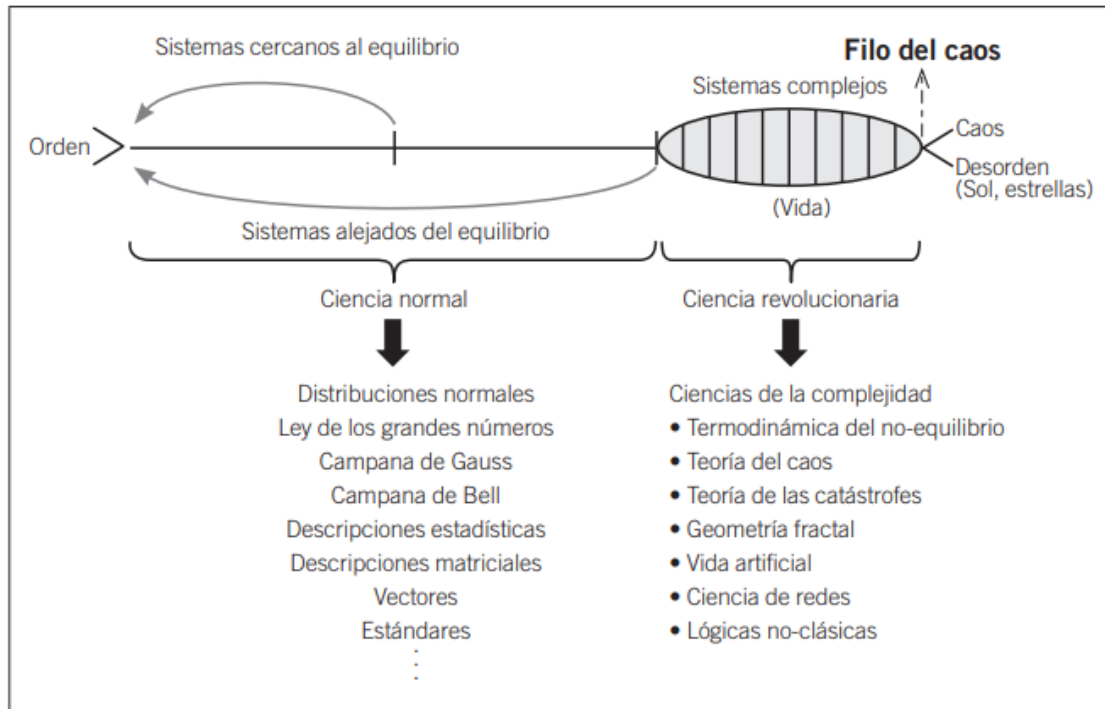 Sistemas cercanos al equilibrio
Filo del caos
Sistemas complejos
Orden
Caos
Desorden
(Sol, estrellas)
(Vida)
Sistemas alejados del equilibrio
Ciencia normal
Ciencia revolucionaria
Distribuciones normales
Ley de los grandes números
Campana de Gauss
Campana de Bell
Descripciones estadísticas
Descripciones matriciales
Vectores
Estándares
⋮
Ciencias de la complejidad
• Termodinámica del no-equilibrio
• Teoría del caos
• Teoría de las catástrofes
• Geometría fractal
• Vida artificial
• Ciencia de redes
• Lógicas no-clásicas